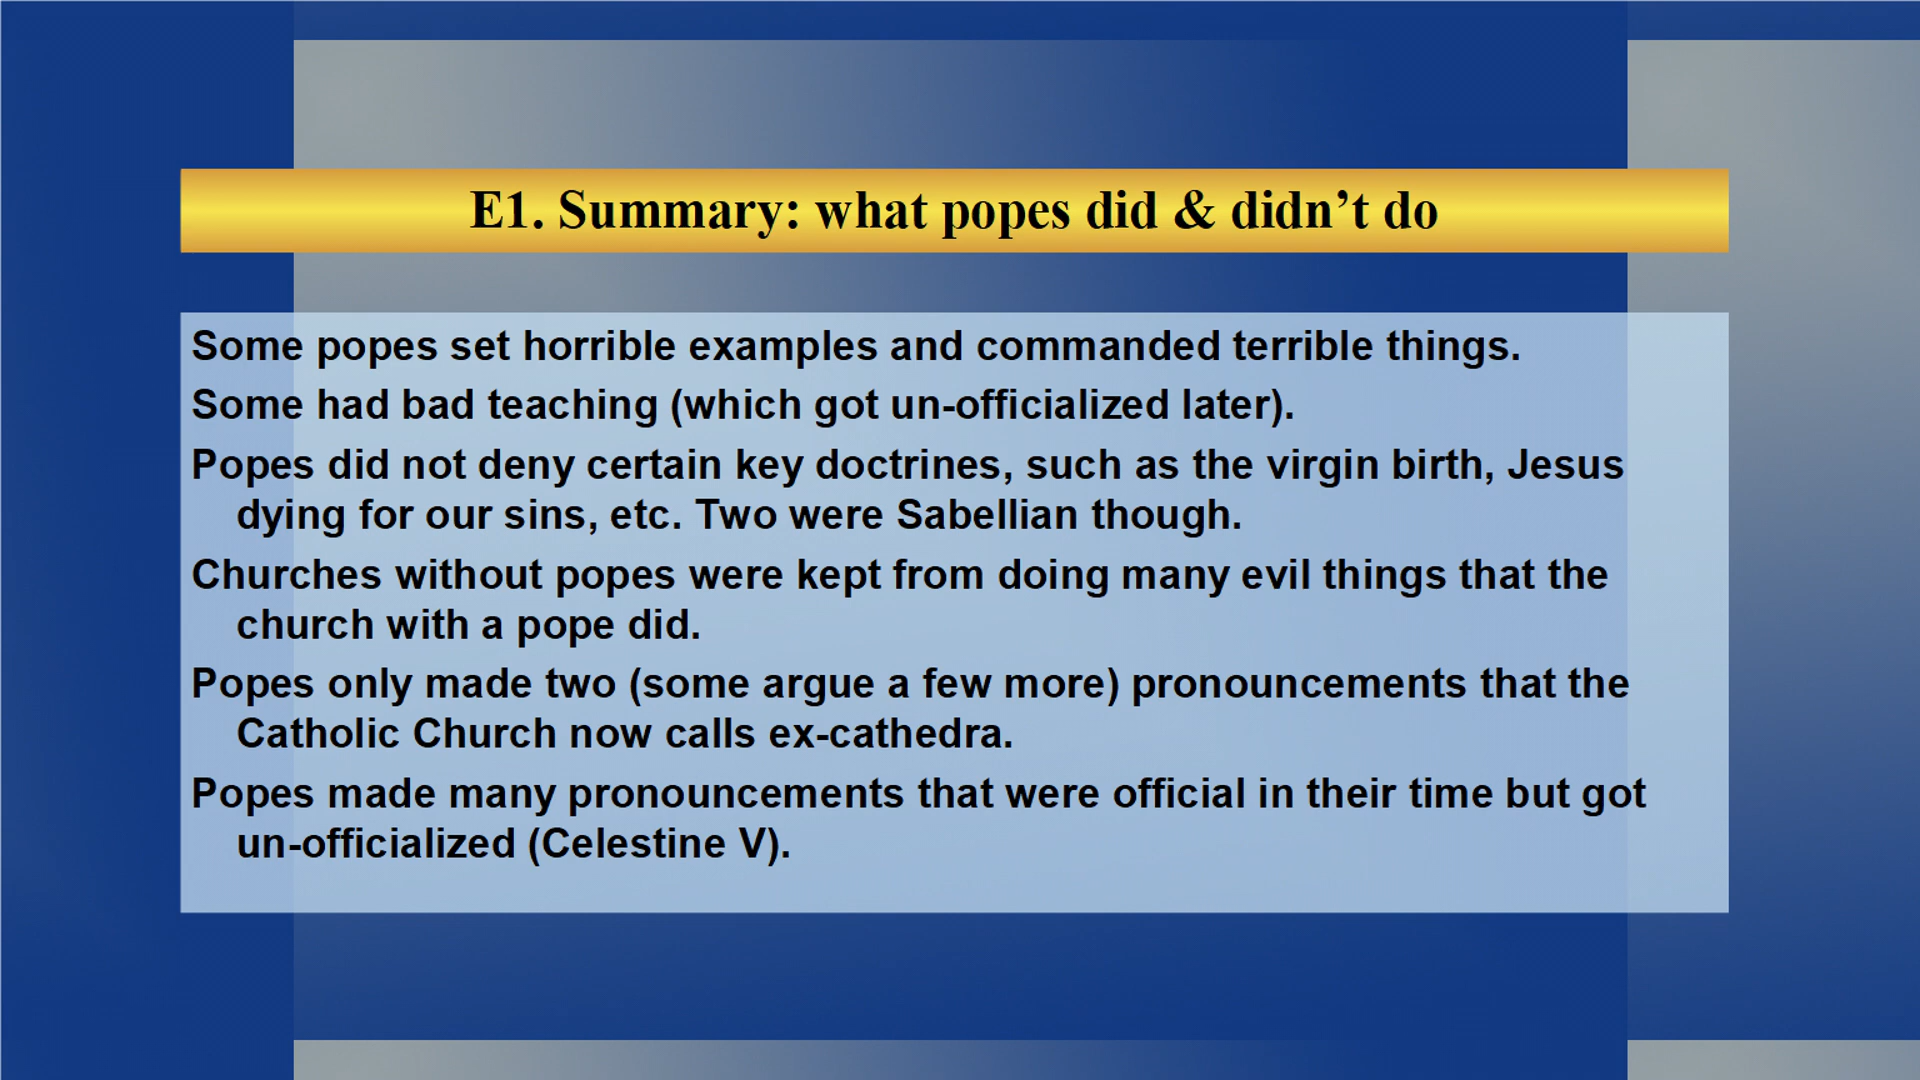 E1. Summary: what popes did & didn’t do
Some popes set horrible examples and commanded terrible things.
Some had bad teaching (which got un-officialized later).
Popes did not deny certain key doctrines, such as the virgin birth, Jesus
dying for our sins, etc. Two were Sabellian though.
Churches without popes were kept from doing many evil things that the
church with a pope did.
Popes only made two (some argue a few more) pronouncements that the
Catholic Church now calls ex-cathedra.
Popes made many pronouncements that were official in their time but got
un-officialized (Celestine V).